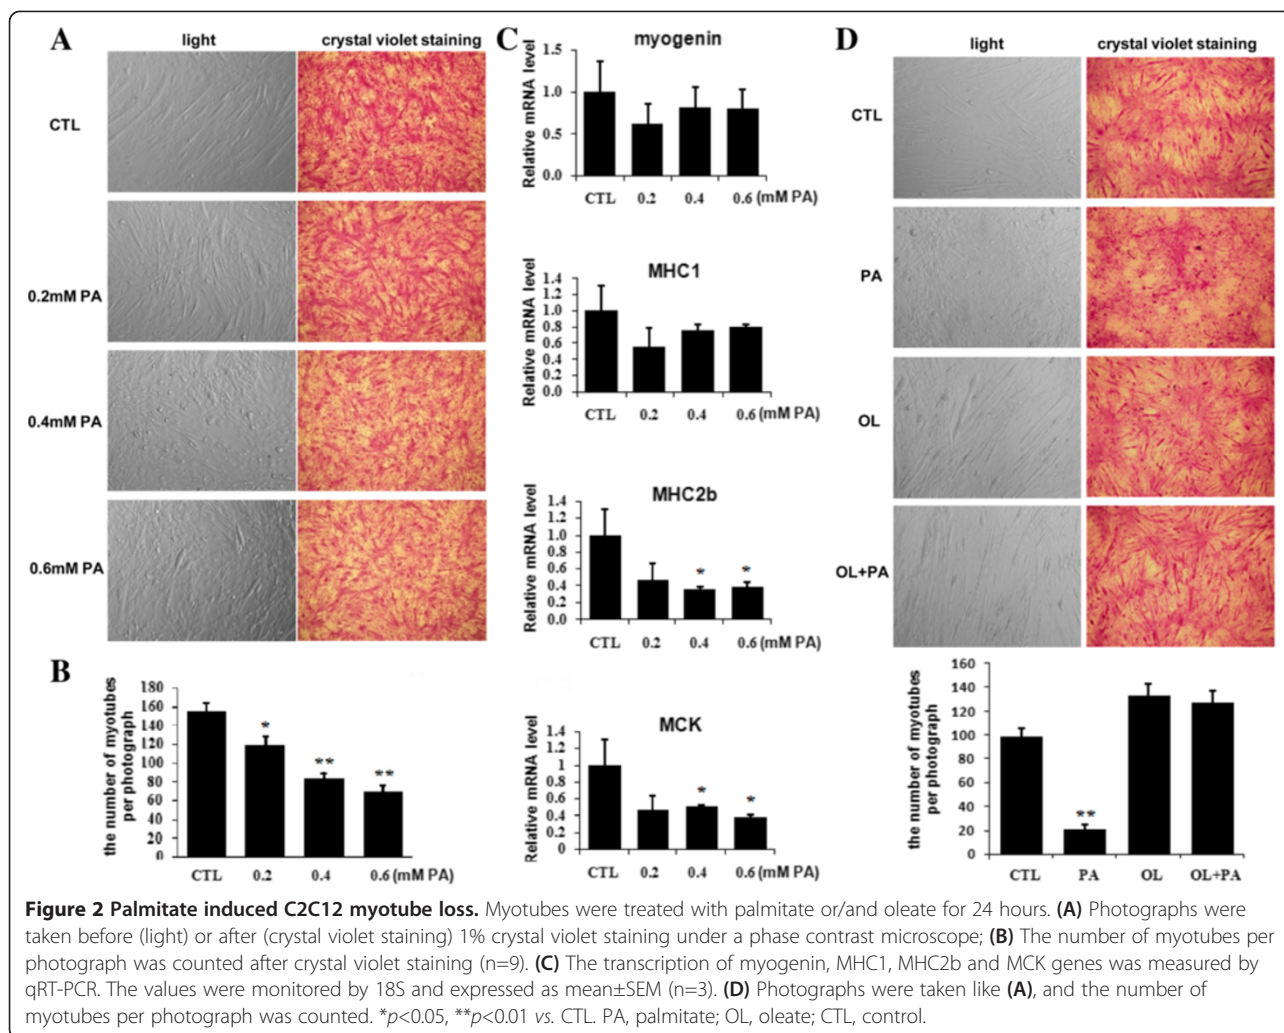 A
light
crystal violet staining
CTL
0.2mM PA
0.4mM PA
0.6mM PA
B
the number of myotubes
per photograph
180
160
140
120
100
80
60
40
20
0
*
**
**
CTL
0.2
0.4
0.6 (mM PA)
C
myogenin
Relative mRNA level
1.5
1.0
0.5
0.0
CTL
0.2
0.4
0.6 (mM PA)
MHC1
Relative mRNA level
1.4
1.2
1.0
0.8
0.6
0.4
0.2
0.0
CTL
0.2
0.4
0.6 (mM PA)
MHC2b
Relative mRNA level
1.4
1.2
1.0
0.8
0.6
0.4
0.2
0.0
*
*
CTL
0.2
0.4
0.6 (mM PA)
MCK
Relative mRNA level
1.4
1.2
1
0.8
0.6
0.4
0.2
0
*
*
CTL
0.2
0.4
0.6 (mM PA)
D
light
crystal violet staining
CTL
PA
OL
OL+PA
the number of myotubes
per photograph
160
140
120
100
80
60
40
20
0
**
CTL
PA
OL
OL+PA
Figure 2 Palmitate induced C2C12 myotube loss. Myotubes were treated with palmitate or/and oleate for 24 hours. (A) Photographs were
taken before (light) or after (crystal violet staining) 1% crystal violet staining under a phase contrast microscope; (B) The number of myotubes per
photograph was counted after crystal violet staining (n=9). (C) The transcription of myogenin, MHC1, MHC2b and MCK genes was measured by
qRT-PCR. The values were monitored by 18S and expressed as mean±SEM (n=3). (D) Photographs were taken like (A), and the number of
myotubes per photograph was counted. *p<0.05, **p<0.01 vs. CTL. PA, palmitate; OL, oleate; CTL, control.